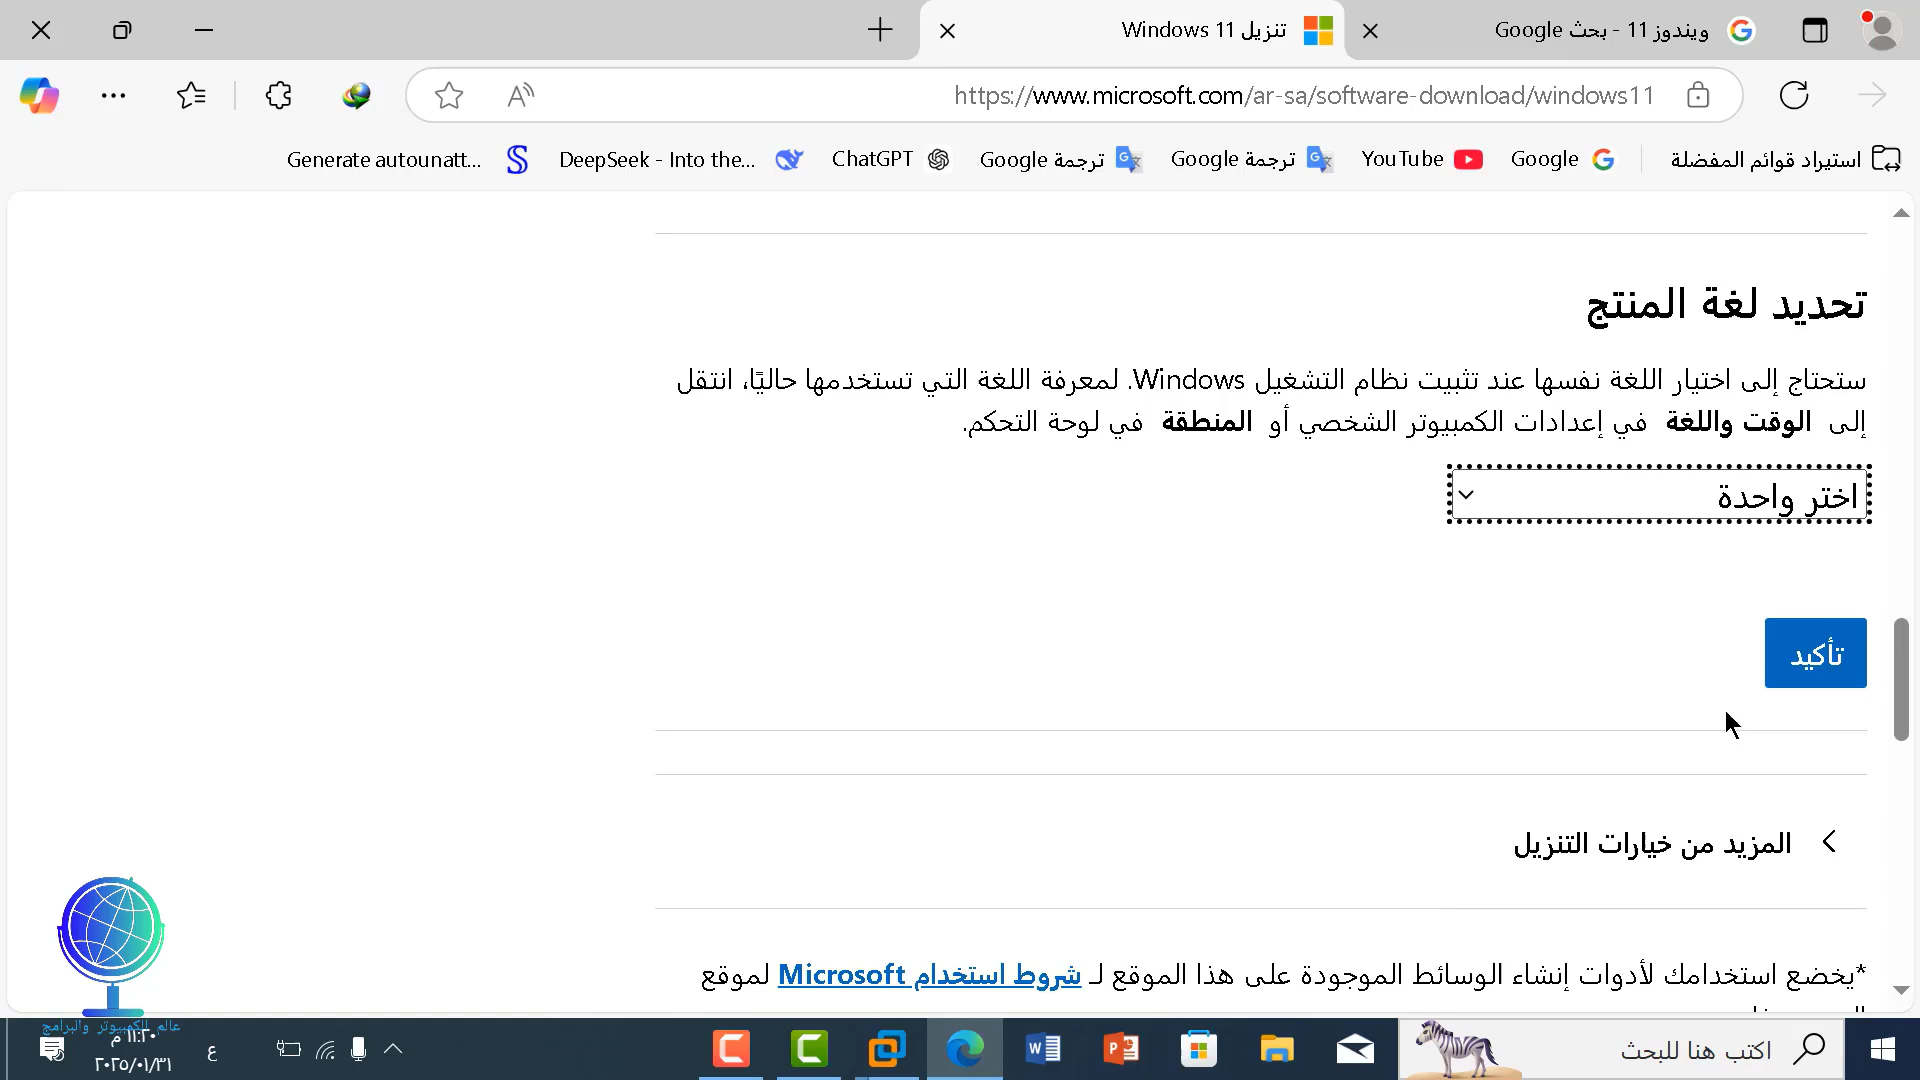 ويندوز 11 - بحث Google
تنزيل Windows 11
https://www.microsoft.com/ar-sa/software-download/windows11
استيراد قوائم المفضلة
Google
YouTube
ترجمة Google
ترجمة Google
ChatGPT
DeepSeek - Into the...
Generate autounatt...
تحديد لغة المنتج
ستحتاج إلى اختيار اللغة نفسها عند تثبيت نظام التشغيل Windows. لمعرفة اللغة التي تستخدمها حاليًا، انتقل
إلى الوقت واللغة في إعدادات الكمبيوتر الشخصي أو المنطقة في لوحة التحكم.
اختر واحدة
تأكيد
المزيد من خيارات التنزيل
*يخضع استخدامك لأدوات إنشاء الوسائط الموجودة على هذا الموقع لـ شروط استخدام Microsoft لموقع
عالم الكمبيوتر والبرامج
اكتب هنا للبحث
ع
١١:٢٠ م
٢٠٢٥/٠١/٣١